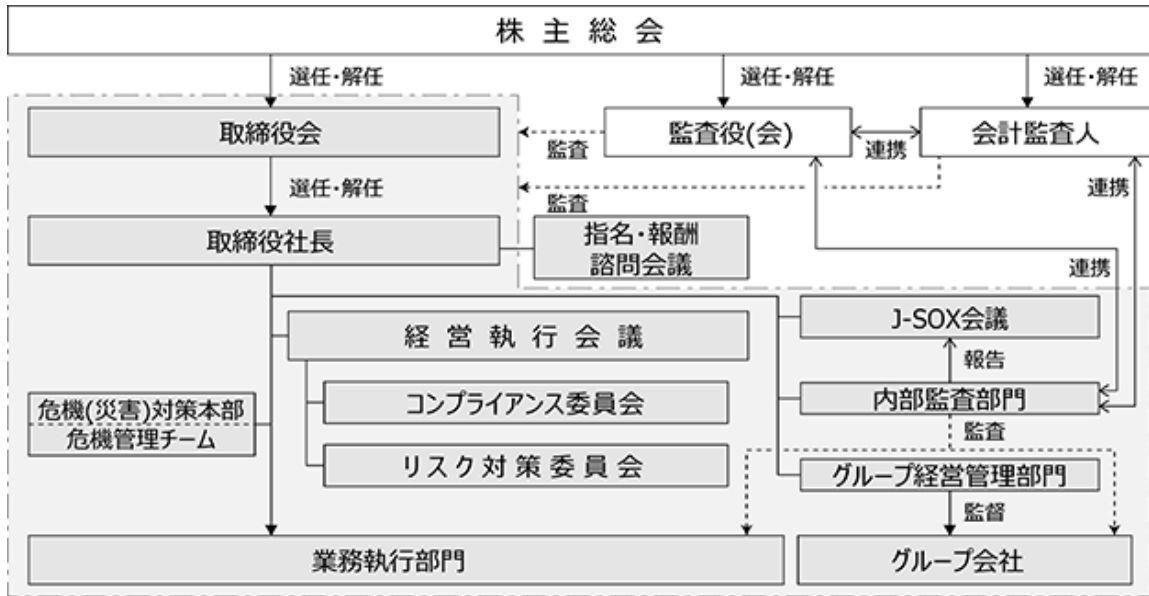 株主総会
選任・解任
選任・解任
選任・解任
取締役会
監査
監査役(会)
連携
会計監査人
選任・解任
監査
連携
取締役社長
指名・報酬
諮問会議
連携
J-SOX会議
経営執行会議
報告
危機(災害)対策本部
危機管理チーム
コンプライアンス委員会
内部監査部門
監査
リスク対策委員会
グループ経営管理部門
監督
業務執行部門
グループ会社